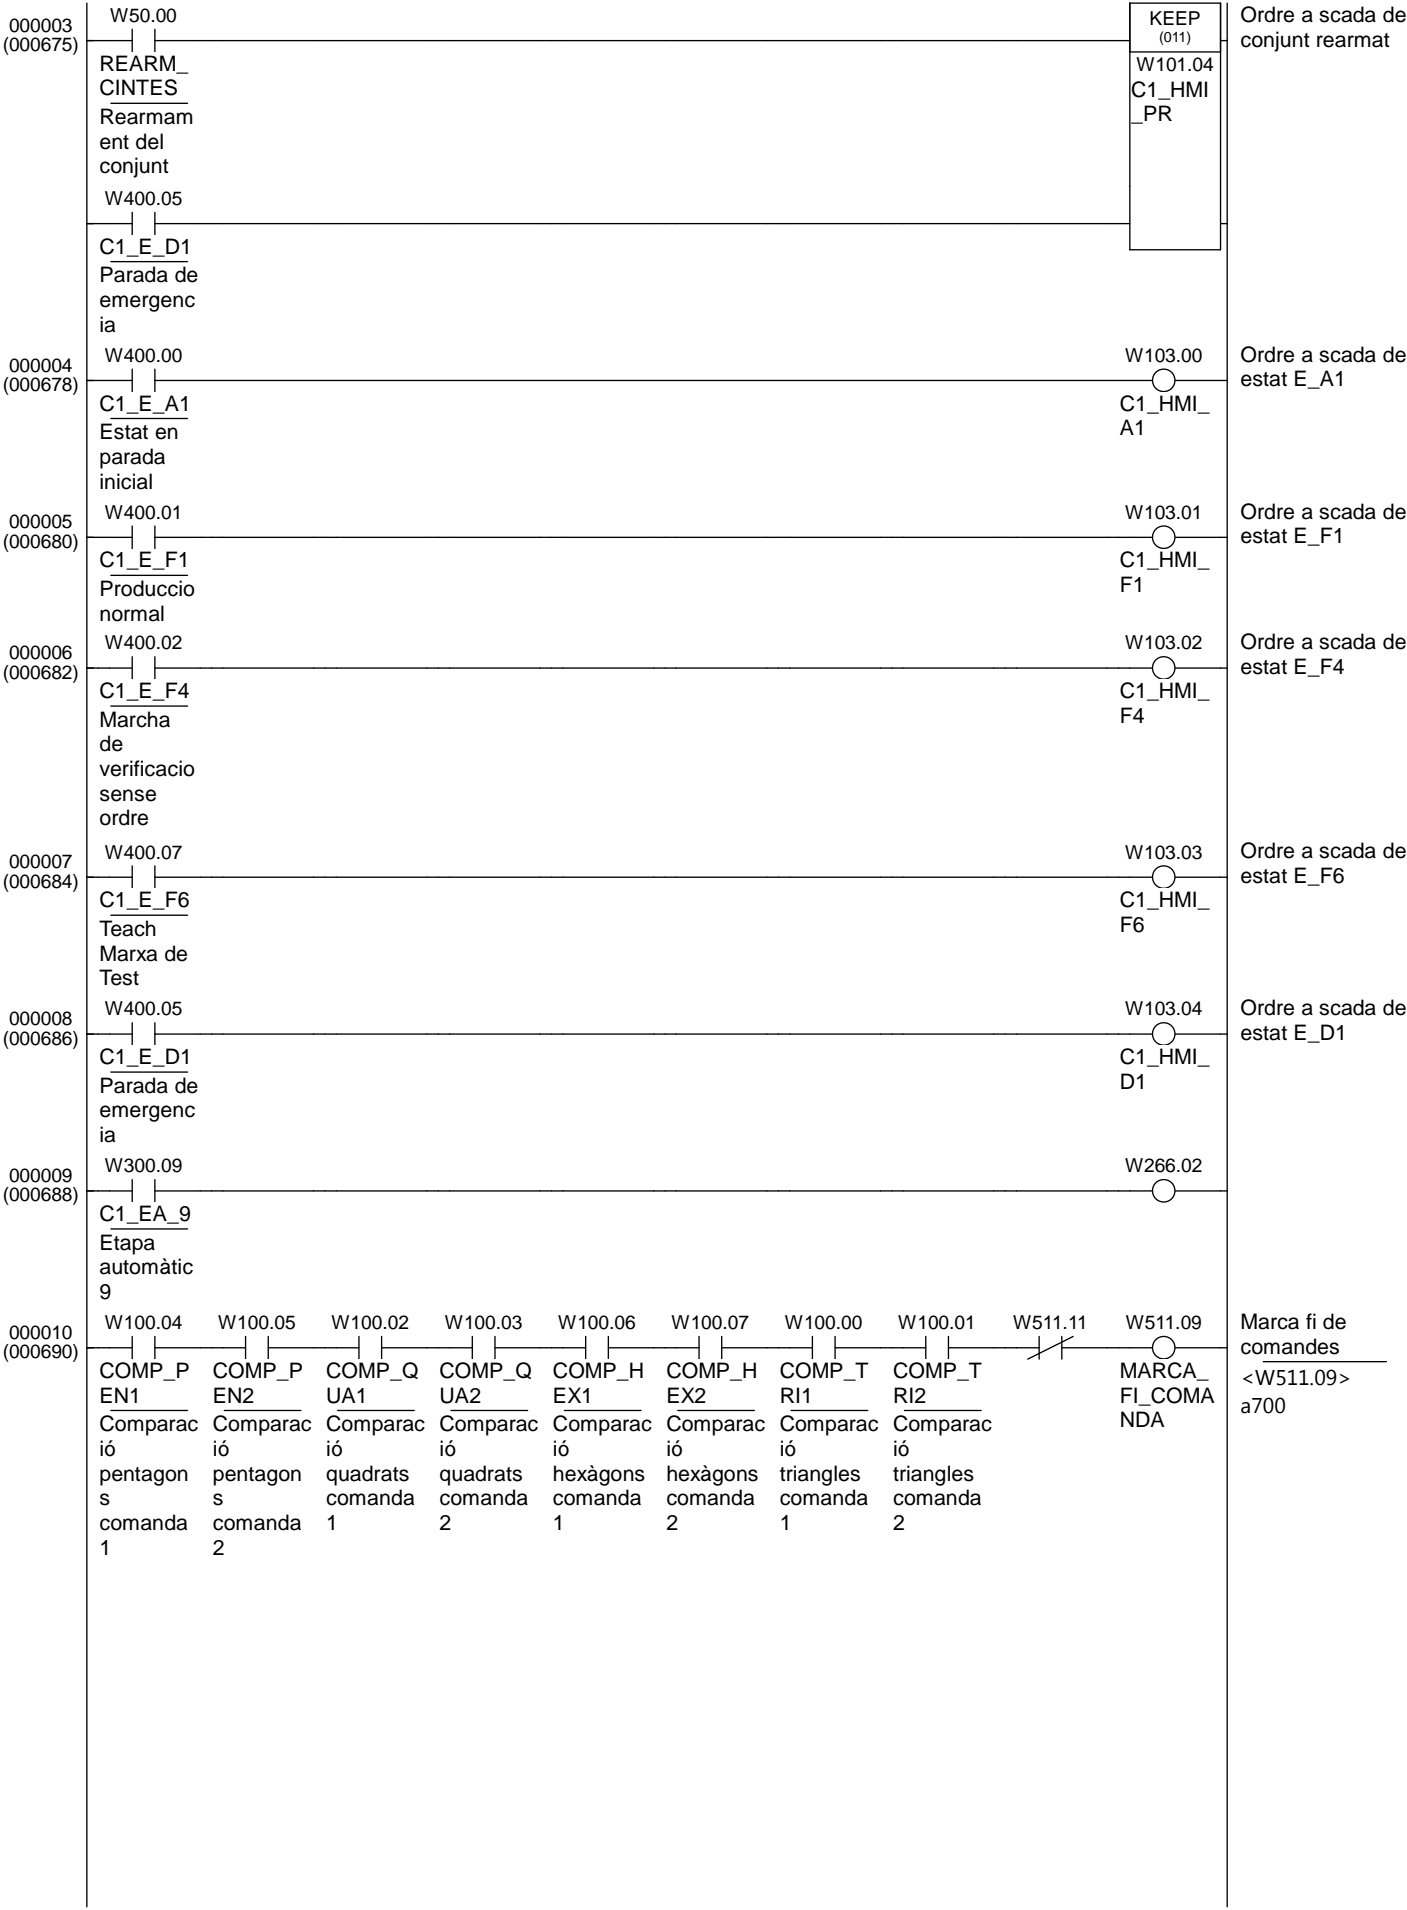 000003
(000675)
W50.00
REARM_
CINTES
Rearmam
ent del
conjunt
KEEP
(011)
W101.04
C1_HMI
_PR
Ordre a scada de
conjunt rearmat
W400.05
C1_E_D1
Parada de
emergenc
ia
000004
(000678)
W400.00
C1_E_A1
Estat en
parada
inicial
W103.00
C1_HMI_
A1
Ordre a scada de
estat E_A1
000005
(000680)
W400.01
C1_E_F1
Produccio
normal
W103.01
C1_HMI_
F1
Ordre a scada de
estat E_F1
000006
(000682)
W400.02
C1_E_F4
Marcha
de
verificacio
sense
ordre
W103.02
C1_HMI_
F4
Ordre a scada de
estat E_F4
000007
(000684)
W400.07
C1_E_F6
Teach
Marxa de
Test
W103.03
C1_HMI_
F6
Ordre a scada de
estat E_F6
000008
(000686)
W400.05
C1_E_D1
Parada de
emergenc
ia
W103.04
C1_HMI_
D1
Ordre a scada de
estat E_D1
000009
(000688)
W300.09
C1_EA_9
Etapa
automàtic
9
W266.02
000010
(000690)
W100.04
COMP_P
EN1
Comparac
ió
pentagon
s
comanda
1
W100.05
COMP_P
EN2
Comparac
ió
pentagon
s
comanda
2
W100.02
COMP_Q
UA1
Comparac
ió
quadrats
comanda
1
W100.03
COMP_Q
UA2
Comparac
ió
quadrats
comanda
2
W100.06
COMP_H
EX1
Comparac
ió
hexàgons
comanda
1
W100.07
COMP_H
EX2
Comparac
ió
hexàgons
comanda
2
W100.00
COMP_T
RI1
Comparac
ió
triangles
comanda
1
W100.01
COMP_T
RI2
Comparac
ió
triangles
comanda
2
W511.11
W511.09
MARCA_
FI_COMA
NDA
Marca fi de
comandes
<W511.09>
a700